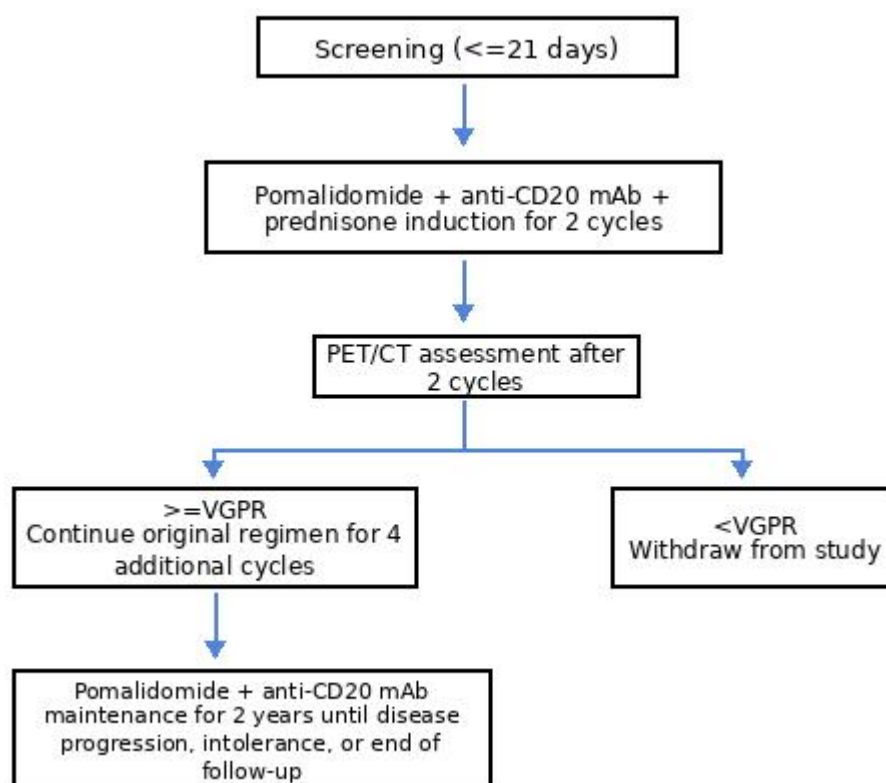 Screening (<=21 days)
Pomalidomide + anti-CD20 mAb +
prednisone induction for 2 cycles
PET/CT assessment after
2 cycles
>=VGPR
Continue original regimen for 4
additional cycles
<VGPR
Withdraw from study
Pomalidomide + anti-CD20 mAb
maintenance for 2 years until disease
progression, intolerance, or end of
follow-up